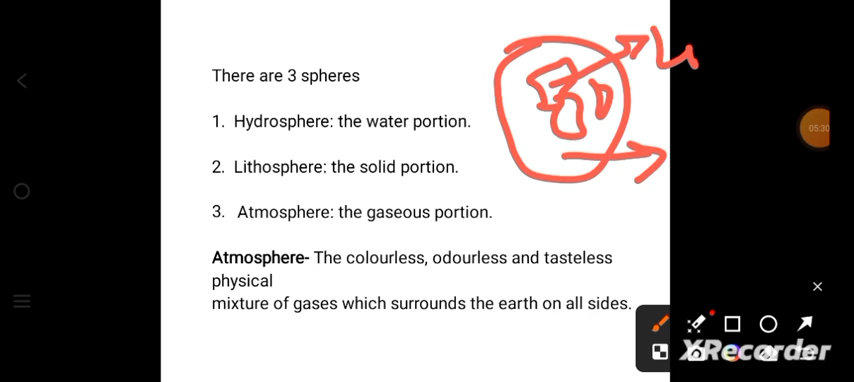 There are 3 spheres
1. Hydrosphere: the water portion.
2. Lithosphere: the solid portion.
3. Atmosphere: the gaseous portion.
Atmosphere- The colourless, odourless and tasteless
physical
mixture of gases which surrounds the earth on all sides.
05:30
XRecorder